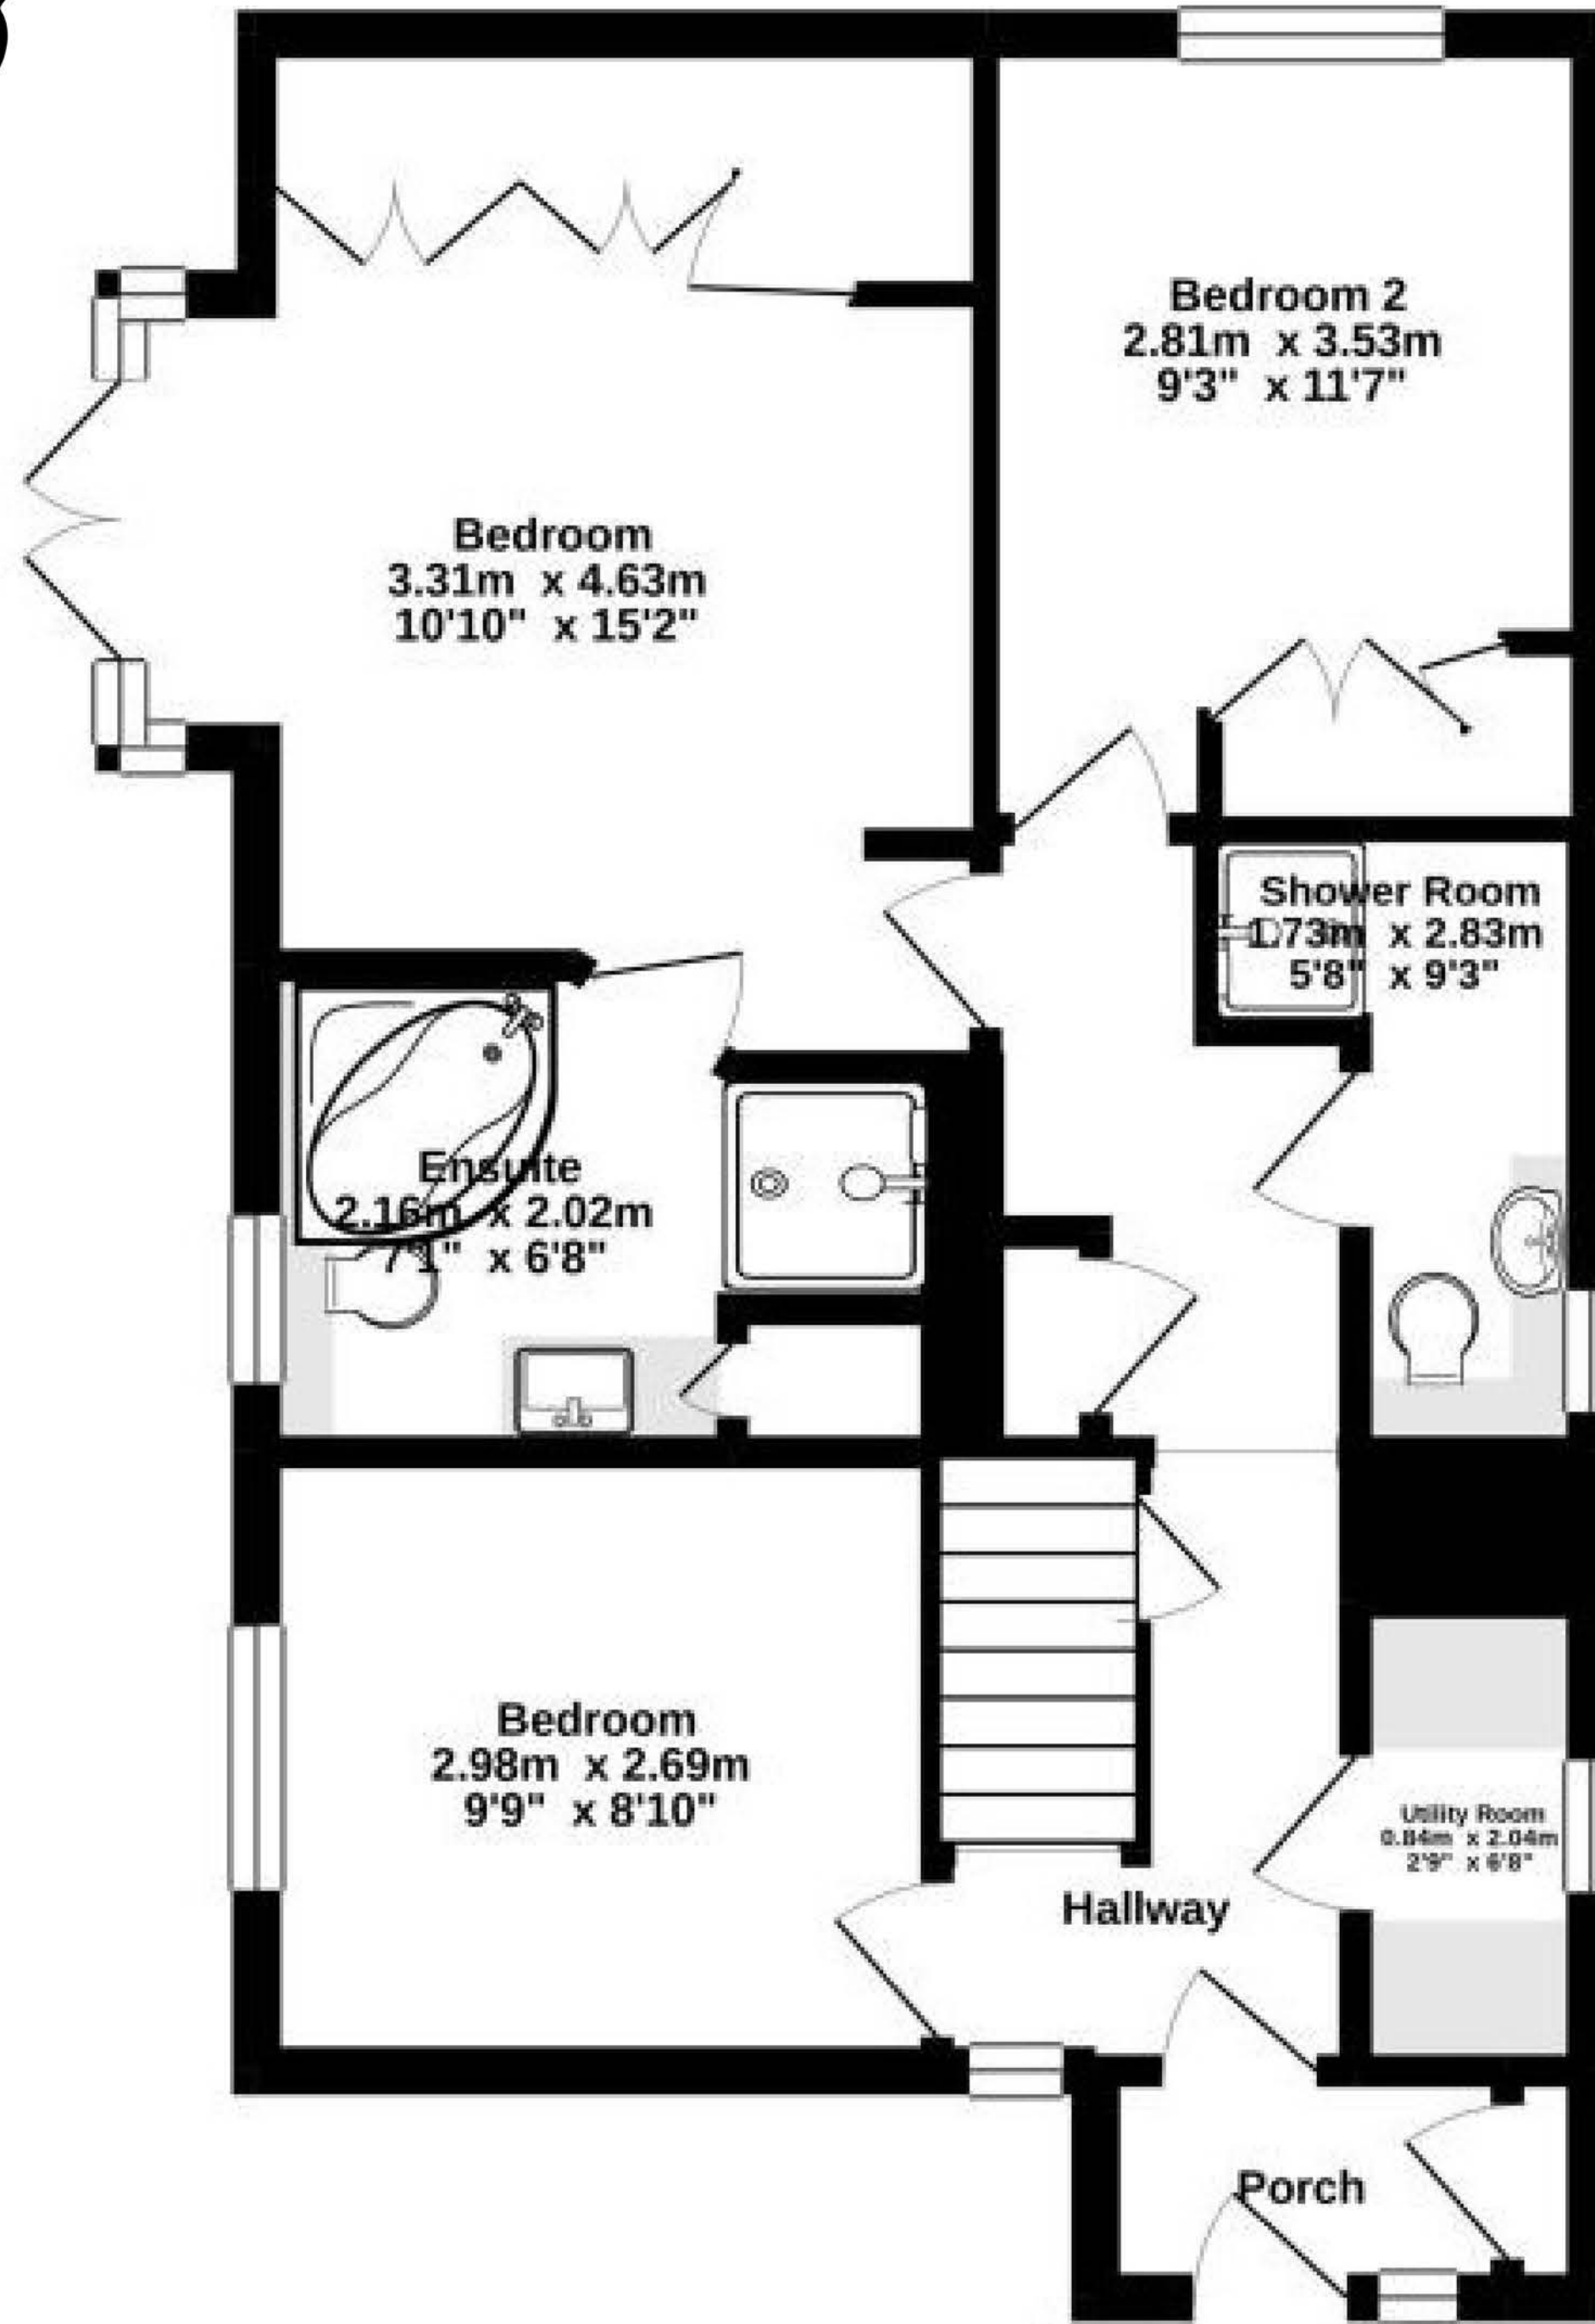 Bedroom 2
2.81m x 3.53m
9'3" x 11'7"
Bedroom
3.31m x 4.63m
10'10" x 15'2"
Shower Room
1.73m x 2.83m
5'8" x 9'3"
Ensuite
2.16m x 2.02m
7'1" x 6'8"
Bedroom
2.98m x 2.69m
9'9" x 8'10"
Utility Room
0.84m x 2.04m
2'9" x 6'8"
Hallway
Porch